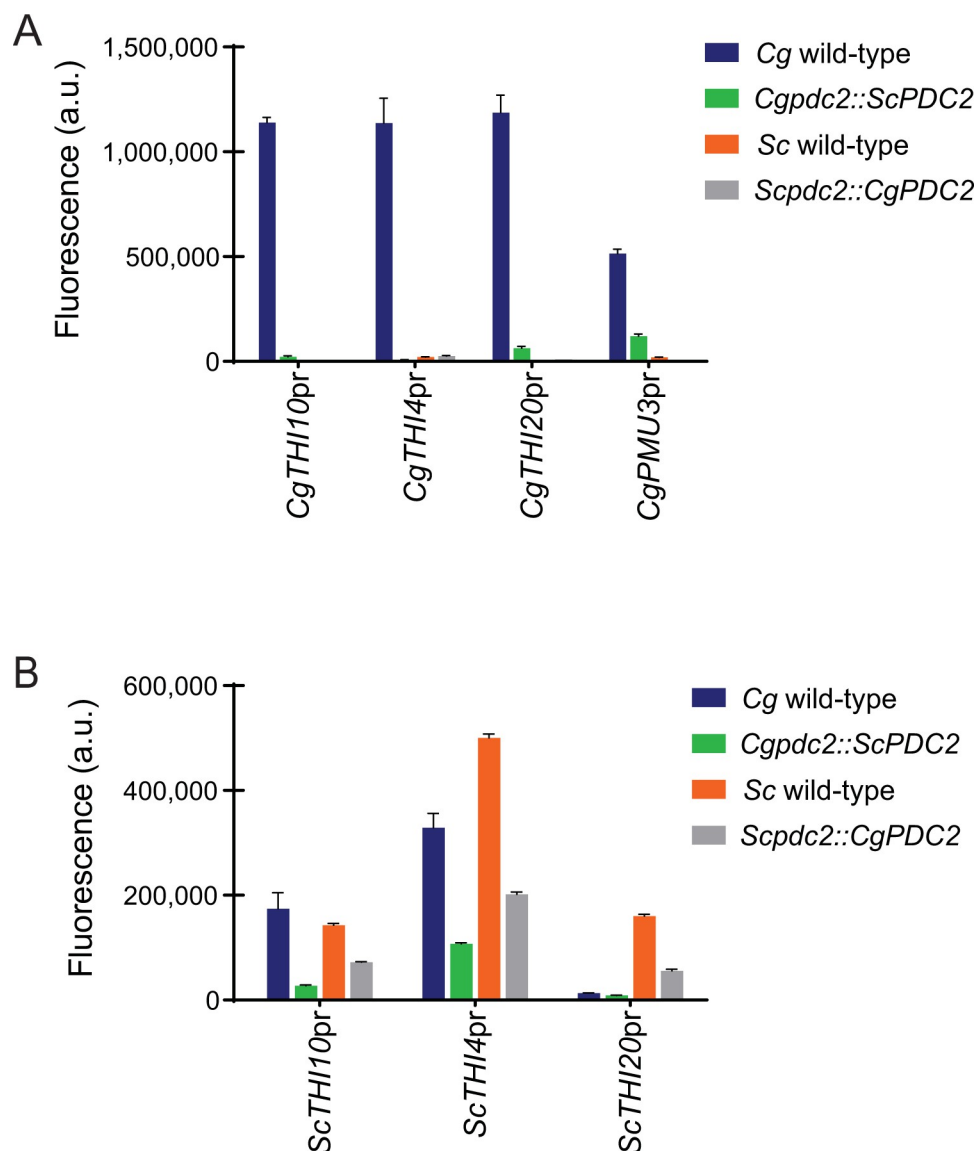 A
Fluorescence (a.u.)
1,500,000
1,000,000
500,000
0
CgTHI10pr
CgTHI4pr
CgTHI20pr
CgPMU3pr
Cg wild-type
Cgpdc2::ScPDC2
Sc wild-type
Scpdc2::CgPDC2
B
Fluorescence (a.u.)
600,000
400,000
200,000
0
ScTHI10pr
ScTHI4pr
ScTHI20pr
Cg wild-type
Cgpdc2::ScPDC2
Sc wild-type
Scpdc2::CgPDC2